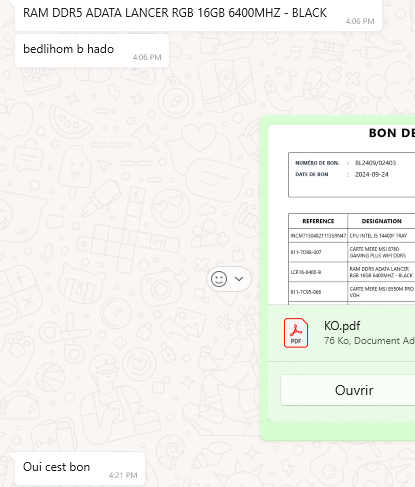 RAM DDR5 ADATA LANCER RGB 16GB 6400MHZ - BLACK
4:06 PM
bedlihom b hado
4:06 PM
BON DE
NUMÉRO DE BON. : BL2409/02403
DATE DE BON : 2024-09-24
REFERENCE DESIGNATION
CPU INTEL I5 14400F TRAY
911-7D98-007 CARTE MERE MSI B760
GAMING PLUS WIFI DDR5
LCR16-6400-B RAM DDR5 ADATA LANCER
RGB 16GB 6400MHZ - BLACK
911-7C95-066 CARTE MERE MSI B550M PRO
VDH
KO.pdf
PDF
76 Ko, Document Ad
Ouvrir
Oui cest bon
4:21 PM